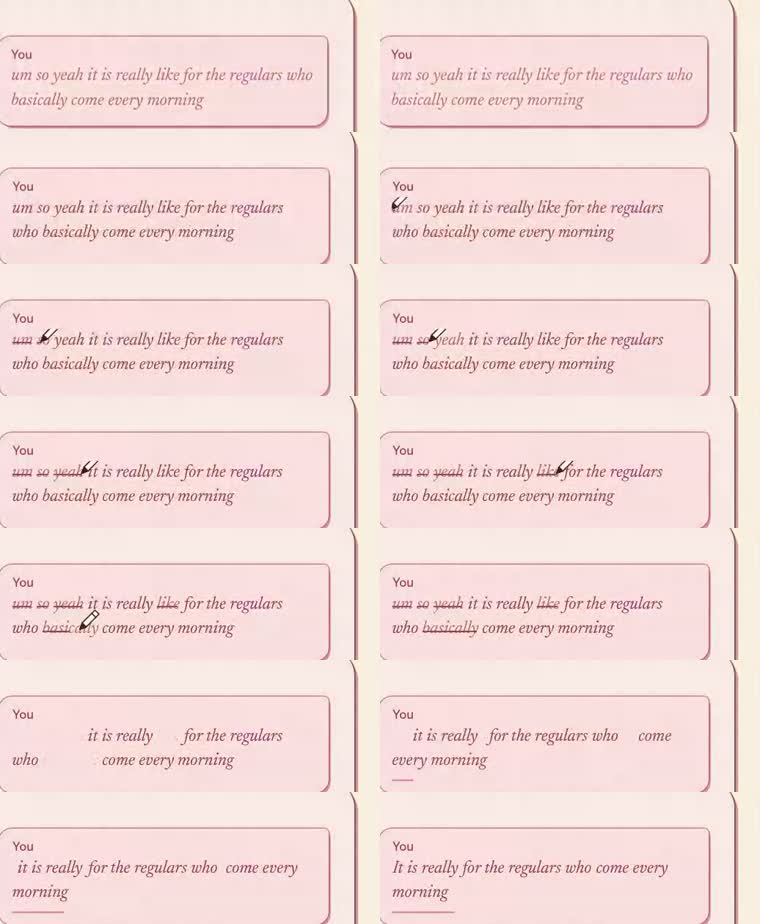 You
um so yeah it is really like for the regulars who
basically come every morning
You
um so yeah it is really like for the regulars who
basically come every morning
You
um so yeah it is really like for the regulars
who basically come every morning
You
um so yeah it is really like for the regulars
who basically come every morning
You
um so yeah it is really like for the regulars
who basically come every morning
You
um so yeah it is really like for the regulars
who basically come every morning
You
um so yeah it is really like for the regulars
who basically come every morning
You
um so yeah it is really like for the regulars
who basically come every morning
You
um so yeah it is really like for the regulars
who basically come every morning
You
um so yeah it is really like for the regulars
who basically come every morning
You
it is really for the regulars
who come every morning
You
it is really for the regulars who come
every morning
You
it is really for the regulars who come every
morning
You
It is really for the regulars who come every
morning